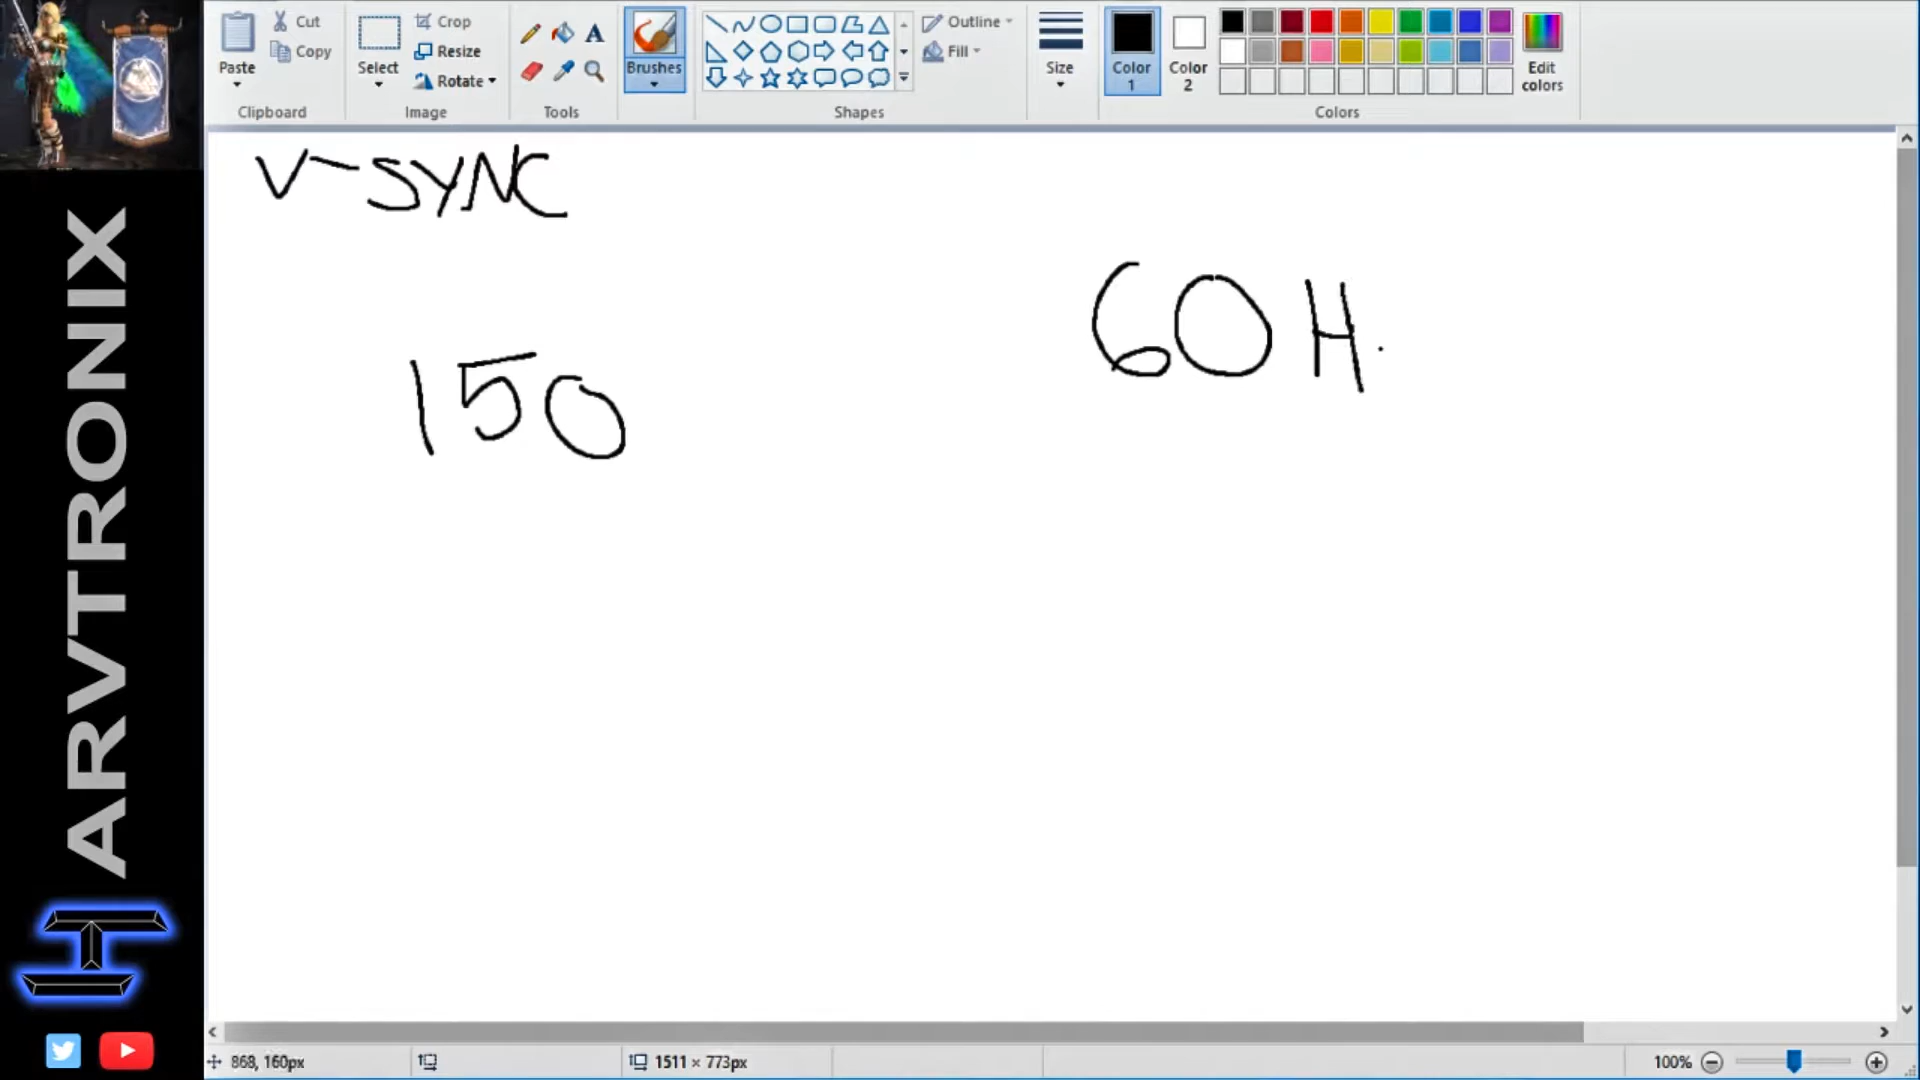 Paste
Cut
Copy
Clipboard
Select
Crop
Resize
Rotate
Image
A
Tools
Brushes
Shapes
Outline
Fill
Size
Color 1
Color 2
Colors
Edit colors
V-SYNC
60 H
150
ARVTRONIX
868, 160px
1511 × 773px
100%